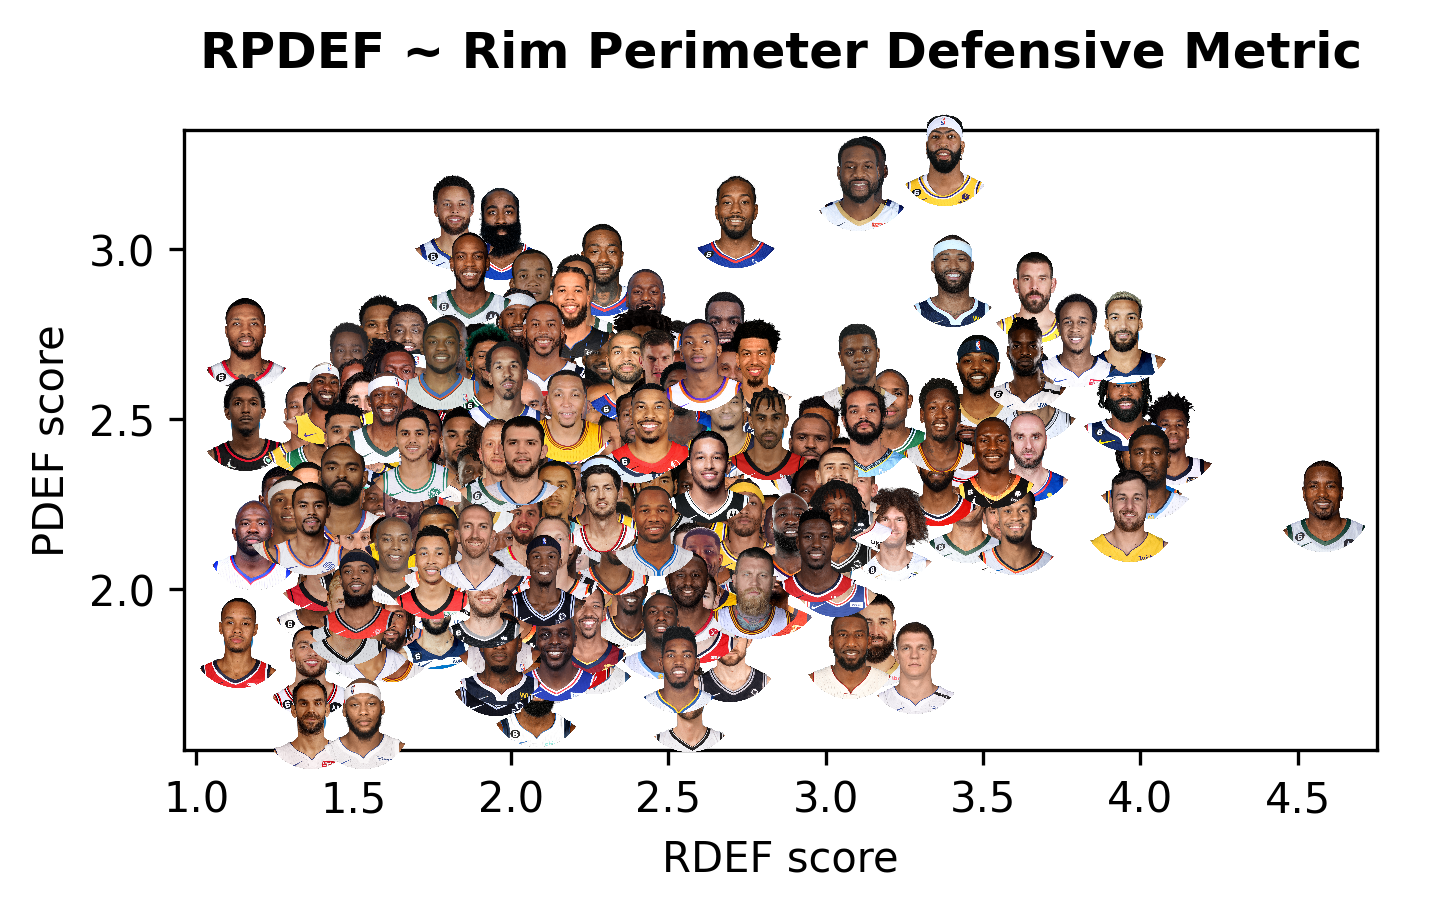 RPDEF ~ Rim Perimeter Defensive Metric
PDEF score
3.0
2.5
2.0
1.0 1.5 2.0 2.5 3.0 3.5 4.0 4.5
RDEF score